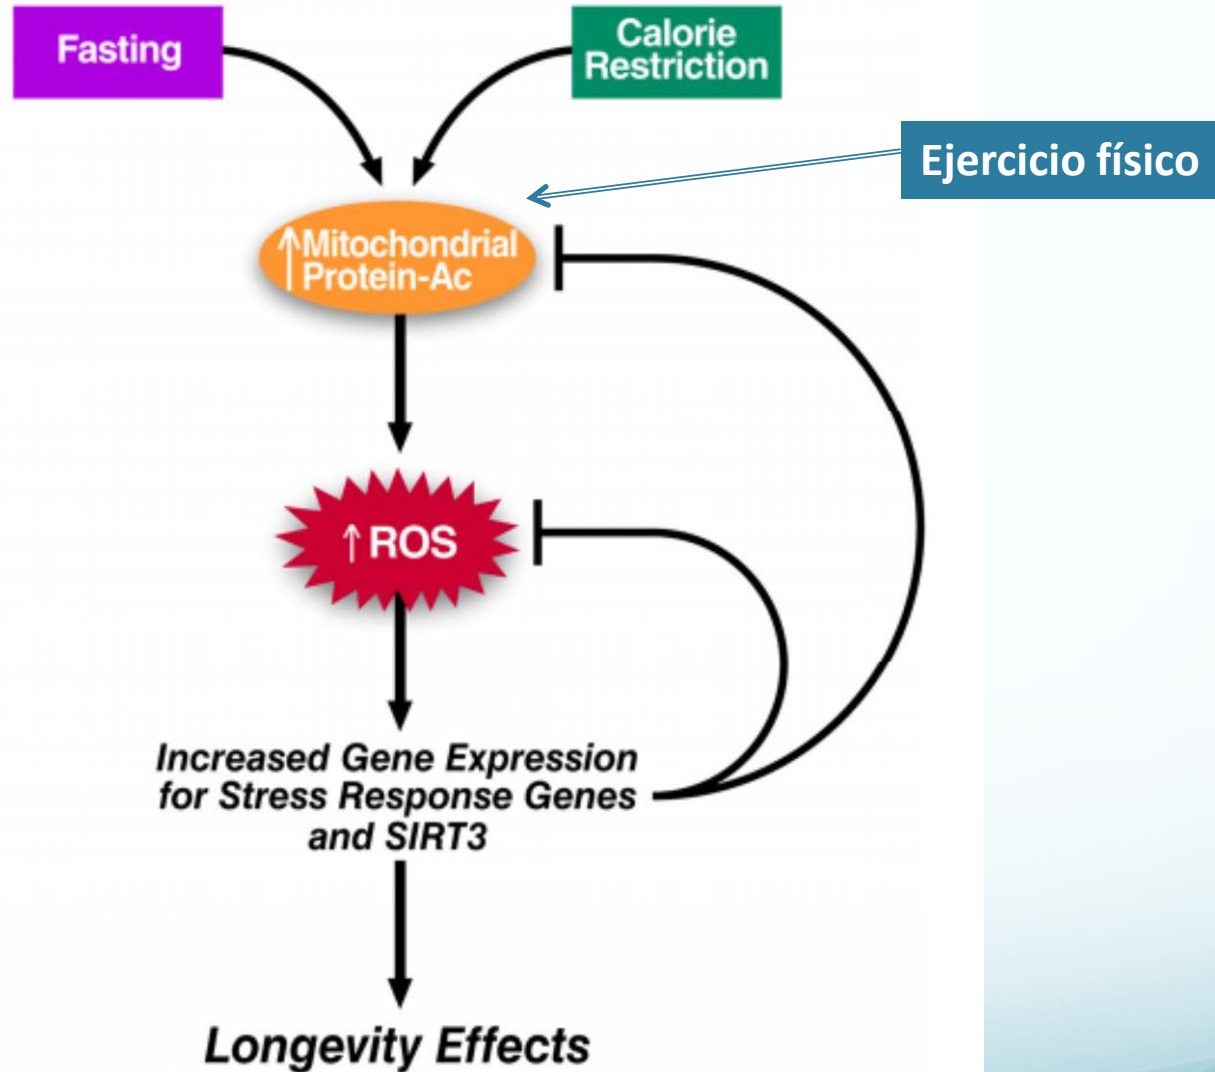 Fasting
Calorie
Restriction
Ejercicio físico
↑Mitochondrial
Protein-Ac
↑ ROS
Increased Gene Expression
for Stress Response Genes
and SIRT3
Longevity Effects